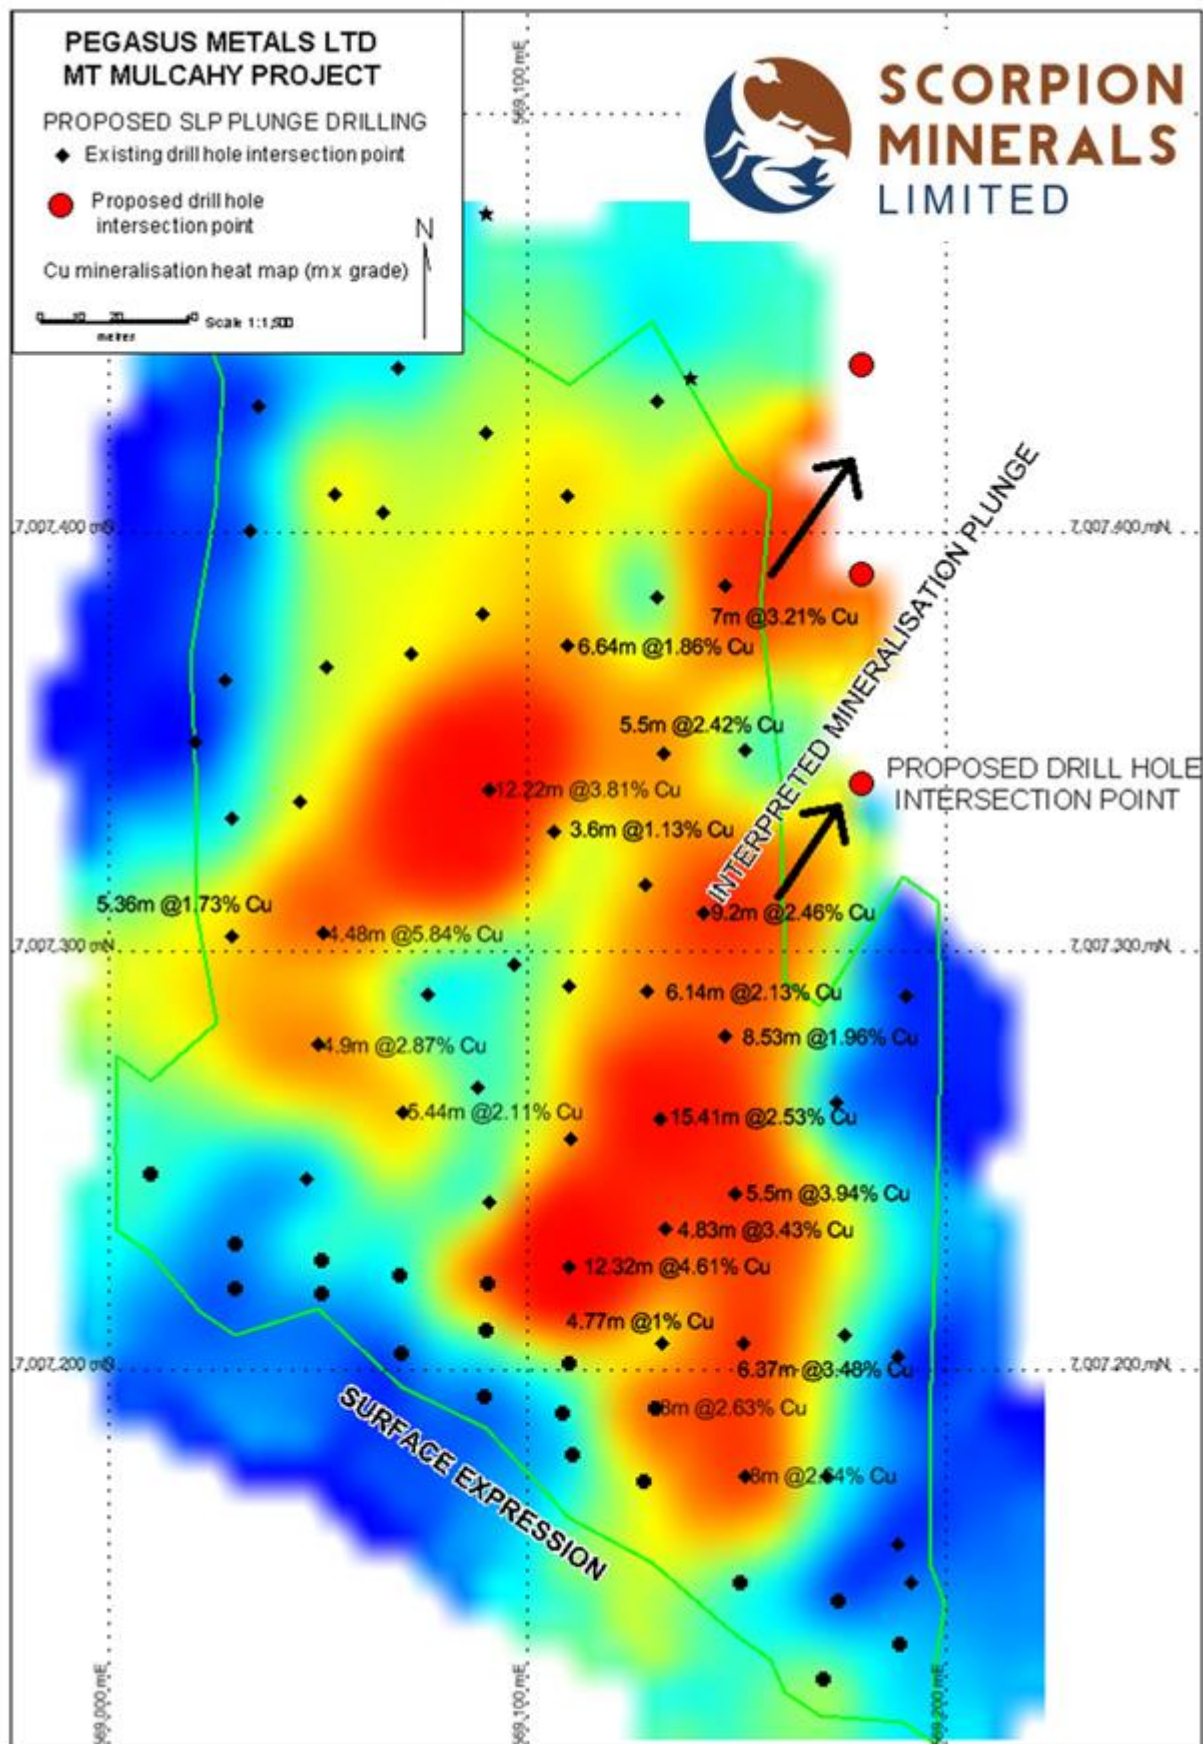 PEGASUS METALS LTD
MT MULCAHY PROJECT
PROPOSED SLP PLUNGE DRILLING
Existing drill hole intersection point
Proposed drill hole
intersection point
N
Cu mineralisation heat map (m x grade)
metres
SCORPION
MINERALS
LIMITED
569,100 mE
7,007,400 mN
7,007,400 mN
7m @3.21% Cu
6.64m @1.86% Cu
INTERPRETED MINERALISATION PLUNGE
5.5m @2.42% Cu
PROPOSED DRILL HOLE
INTERSECTION POINT
12.22m @3.81% Cu
3.6m @1.13% Cu
5.36m @1.73% Cu
9.2m @2.46% Cu
4.48m @5.84% Cu
7,007,300 mN
7,007,300 mN
6.14m @2.13% Cu
8.53m @1.96% Cu
4.9m @2.87% Cu
5.44m @2.11% Cu
15.41m @2.53% Cu
5.5m @3.94% Cu
4.83m @3.43% Cu
12.32m @4.61% Cu
4.77m @1% Cu
7,007,200 mN
7,007,200 mN
6.37m @3.48% Cu
8m @2.63% Cu
SURFACE EXPRESSION
8m @2.64% Cu
569,000 mE
569,100 mE
569,200 mE